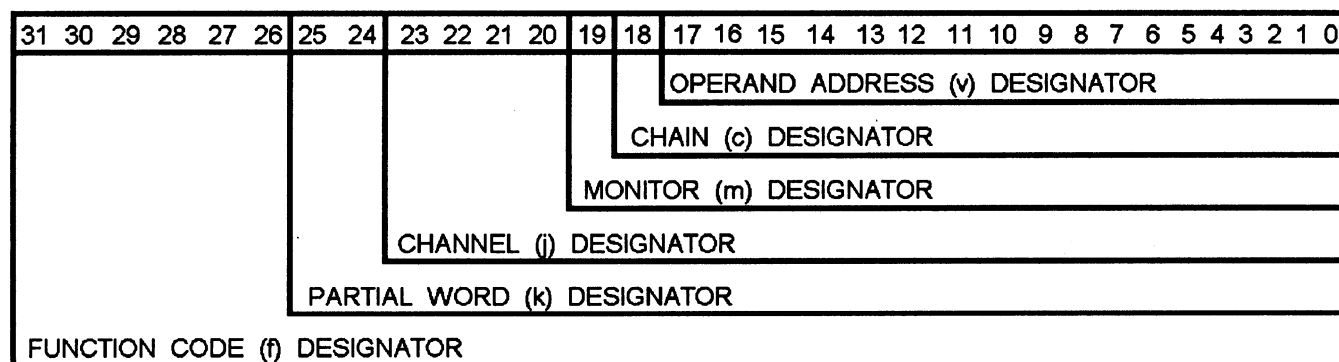 31 30 29 28 27 26 25 24 23 22 21 20 19 18 17 16 15 14 13 12 11 10 9 8 7 6 5 4 3 2 1 0
OPERAND ADDRESS (v) DESIGNATOR
CHAIN (c) DESIGNATOR
MONITOR (m) DESIGNATOR
CHANNEL (j) DESIGNATOR
PARTIAL WORD (k) DESIGNATOR
FUNCTION CODE (f) DESIGNATOR